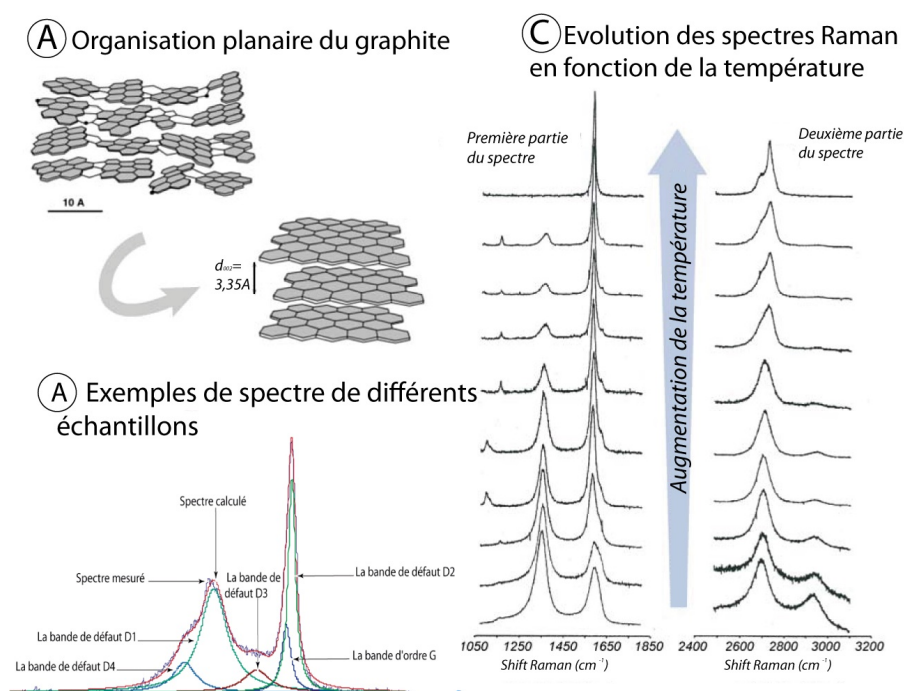 A Organisation planaire du graphite
10 A
d002=
3,35A
A Exemples de spectre de différents
échantillons
Spectre calculé
Spectre mesuré
La bande de
défaut D3
La bande de défaut D2
La bande de défaut D1
La bande d'ordre G
La bande de défaut D4
C Evolution des spectres Raman
en fonction de la température
Première partie
du spectre
Deuxième partie
du spectre
Augmentation de la température
1050 1250 1450 1650 1850
Shift Raman (cm⁻¹)
2400 2600 2800 3000 3200
Shift Raman (cm⁻¹)